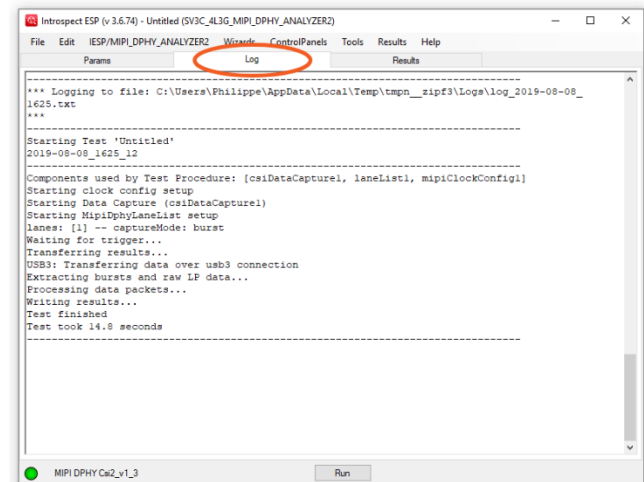 Introspect ESP (v 3.6.74) - Untitled (SV3C_4L3G_MIPI_DPHY_ANALYZER2)
File Edit IESP/MIPI_DPHY_ANALYZER2 Wizards ControlPanels Tools Results Help
Params Log Results
--------------------------------------------------------------------------------
*** Logging to file: C:\Users\Philippe\AppData\Local\Temp\tmpn__zipf3\Logs\log_2019-08-08_
1625.txt
***
--------------------------------------------------------------------------------
Starting Test 'Untitled'
2019-08-08_1625_12
--------------------------------------------------------------------------------
Components used by Test Procedure: [csiDataCapture1, laneList1, mipiClockConfig1]
Starting clock config setup
Starting Data Capture (csiDataCapture1)
Starting MipiDphyLaneList setup
lanes: [1] -- captureMode: burst
Waiting for trigger...
Transferring results...
USB3: Transferring data over usb3 connection
Extracting bursts and raw LP data...
Processing data packets...
Writing results...
Test finished
Test took 14.8 seconds
--------------------------------------------------------------------------------
MIPI DPHY Csi2_v1_3 Run